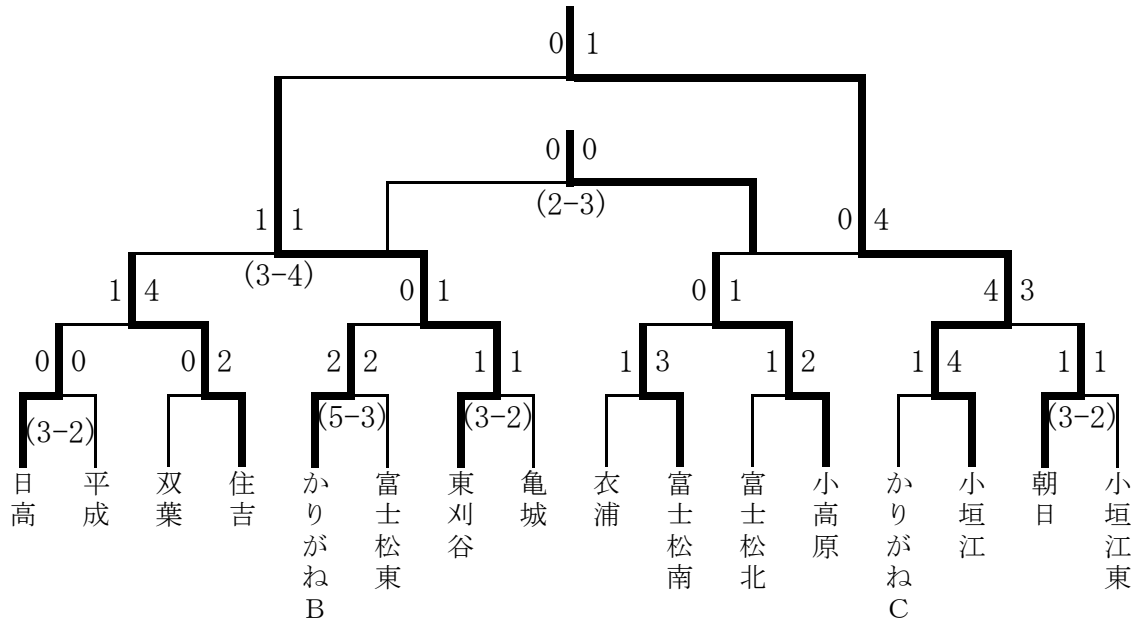 0 1
0 0
(2-3)
1 1
0 4
(3-4)
1 4
0 1
0 1
4 3
0 0
0 2
2 2
1 1
1 3
1 2
1 4
1 1
(3-2)
(5-3)
(3-2)
(3-2)
日高
平成
双葉
住吉
かりがねB
富士松東
東刈谷
亀城
衣浦
富士松南
富士松北
小高原
かりがねC
小垣江
朝日
小垣江東